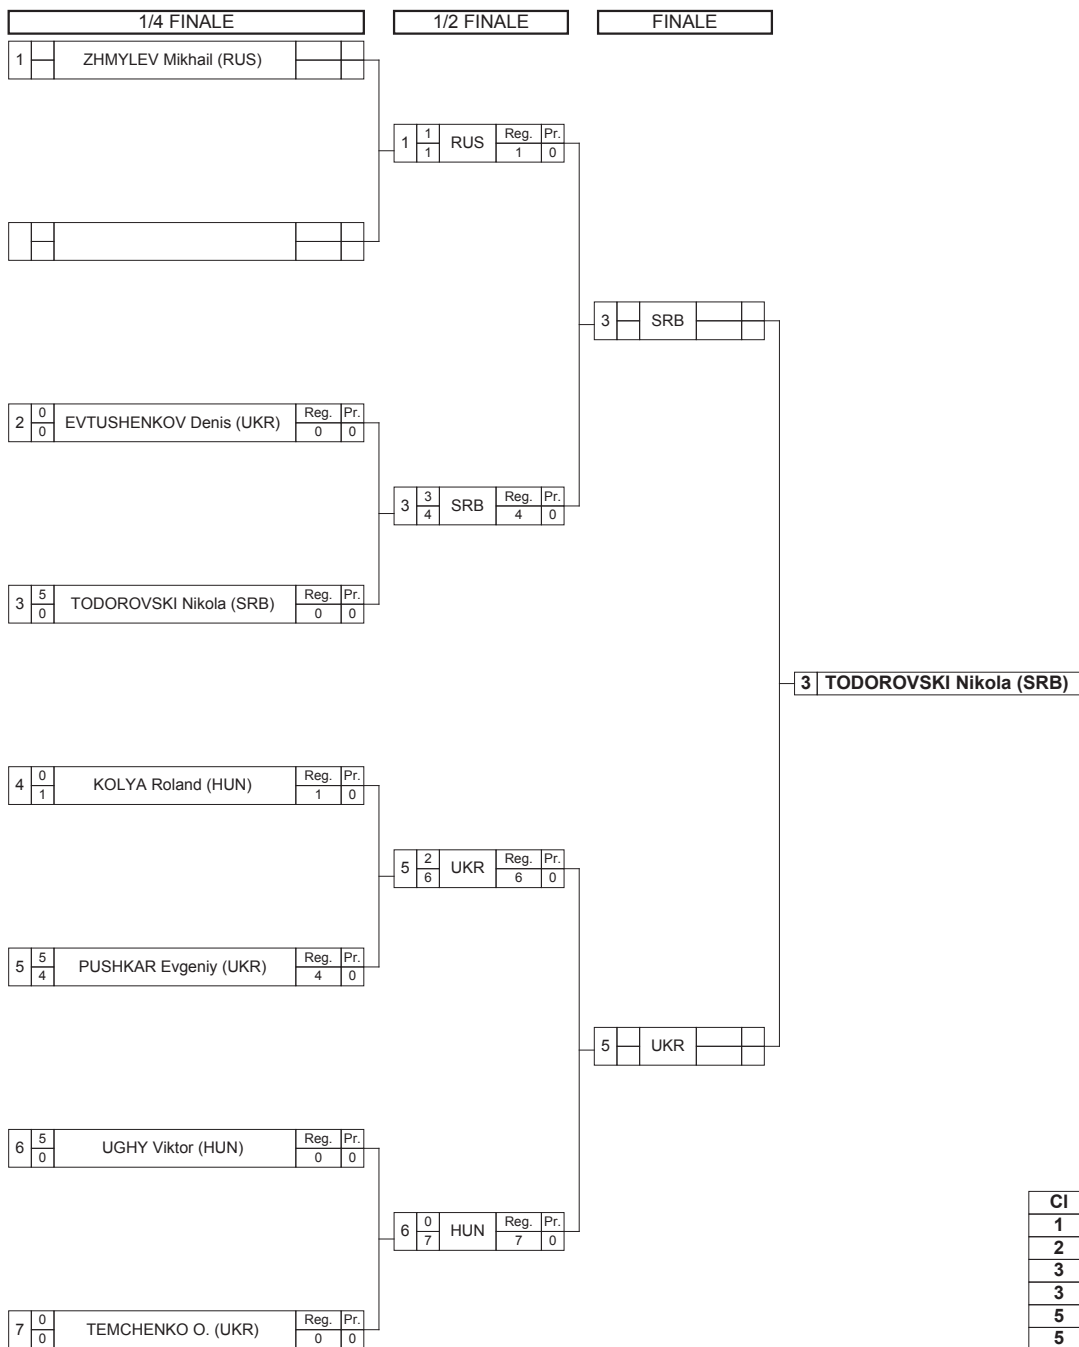 1/4 FINALE 1/2 FINALE FINALE
1 ZHMYLEV Mikhail (RUS)
1 1 RUS Reg. Pr.
1 1 0
3 SRB
2 0 EVTUSHENKOV Denis (UKR) Reg. Pr.
0 0 0
3 3 SRB Reg. Pr.
4 4 0
3 5 TODOROVSKI Nikola (SRB) Reg. Pr.
0 0 0
3 TODOROVSKI Nikola (SRB)
4 0 KOLYA Roland (HUN) Reg. Pr.
1 1 0
5 2 UKR Reg. Pr.
6 6 0
5 5 PUSHKAR Evgeniy (UKR) Reg. Pr.
4 4 0
5 UKR
6 5 UGHY Viktor (HUN) Reg. Pr.
0 0 0
6 0 HUN Reg. Pr.
7 7 0
7 0 TEMCHENKO O. (UKR) Reg. Pr.
0 0 0
Cl
1
2
3
3
5
5